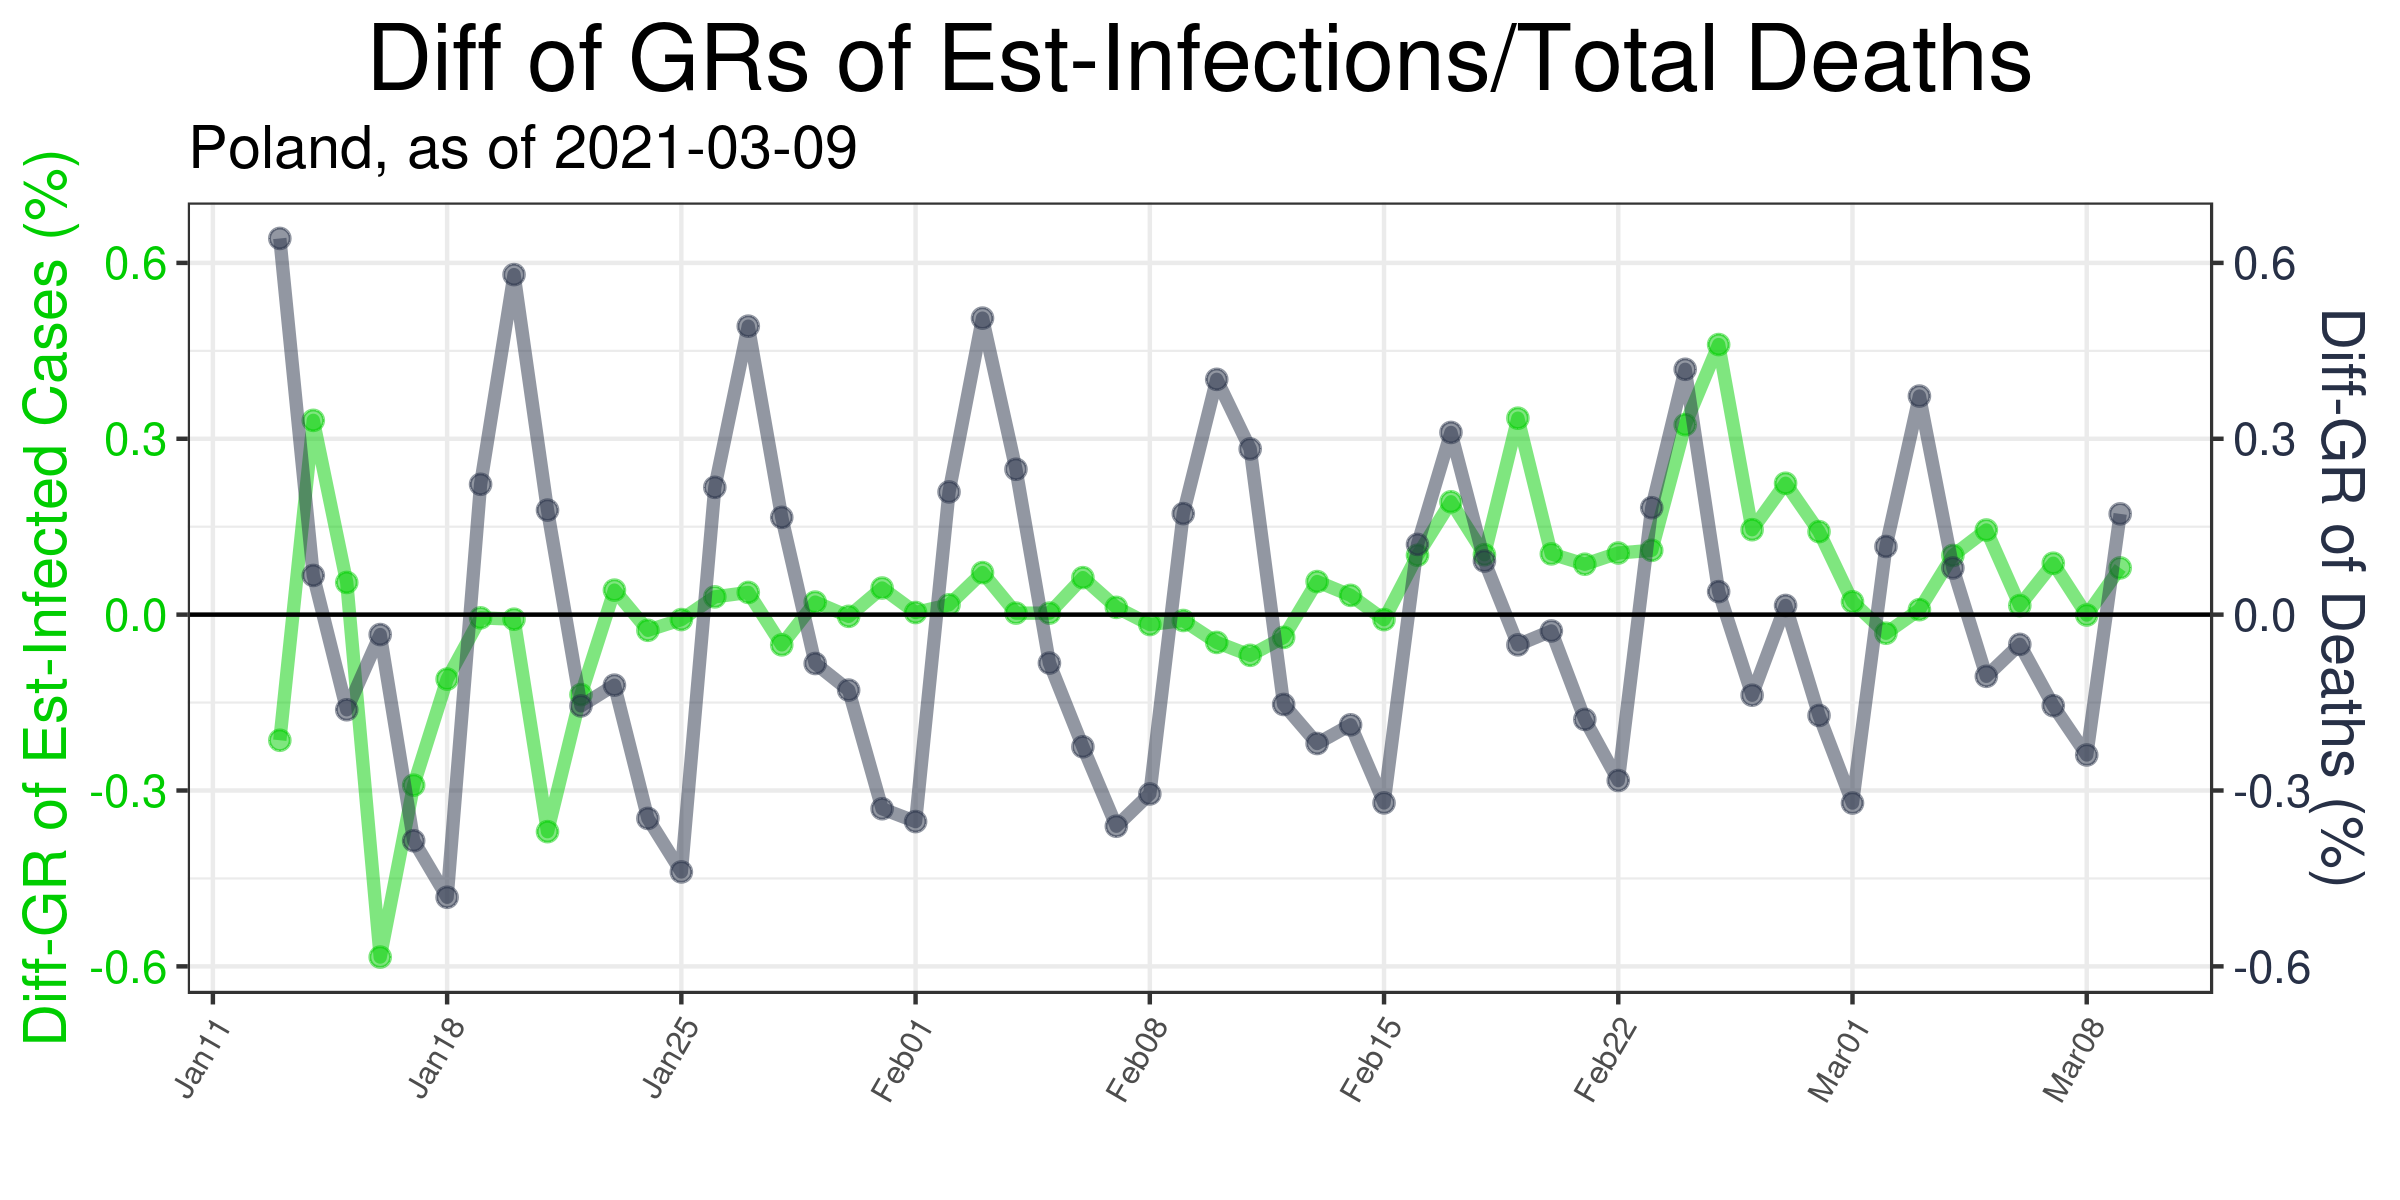 Diff of GRs of Est-Infections/Total Deaths
Poland, as of 2021-03-09
Diff-GR of Est-Infected Cases (%)
0.6
0.3
0.0
-0.3
-0.6
0.6
0.3
0.0
-0.3
-0.6
Diff-GR of Deaths (%)
Jan11
Jan18
Jan25
Feb01
Feb08
Feb15
Feb22
Mar01
Mar08